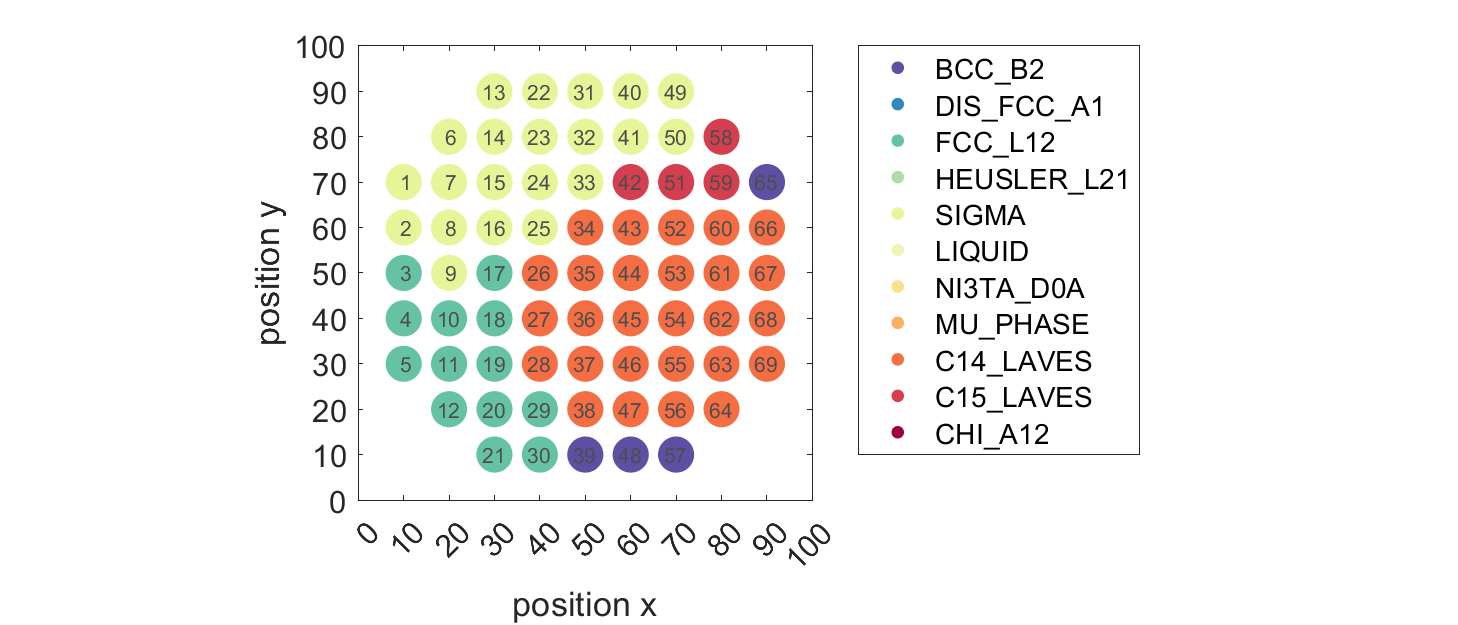 100
90
80
70
60
50
40
30
20
10
0
position y
13 22 31 40 49
6 14 23 32 41 50 58
1 7 15 24 33 42 51 59 65
2 8 16 25 34 43 52 60 66
3 9 17 26 35 44 53 61 67
4 10 18 27 36 45 54 62 68
5 11 19 28 37 46 55 63 69
12 20 29 38 47 56 64
21 30 39 48 57
0 10 20 30 40 50 60 70 80 90 100
position x
BCC_B2
DIS_FCC_A1
FCC_L12
HEUSLER_L21
SIGMA
LIQUID
NI3TA_D0A
MU_PHASE
C14_LAVES
C15_LAVES
CHI_A12